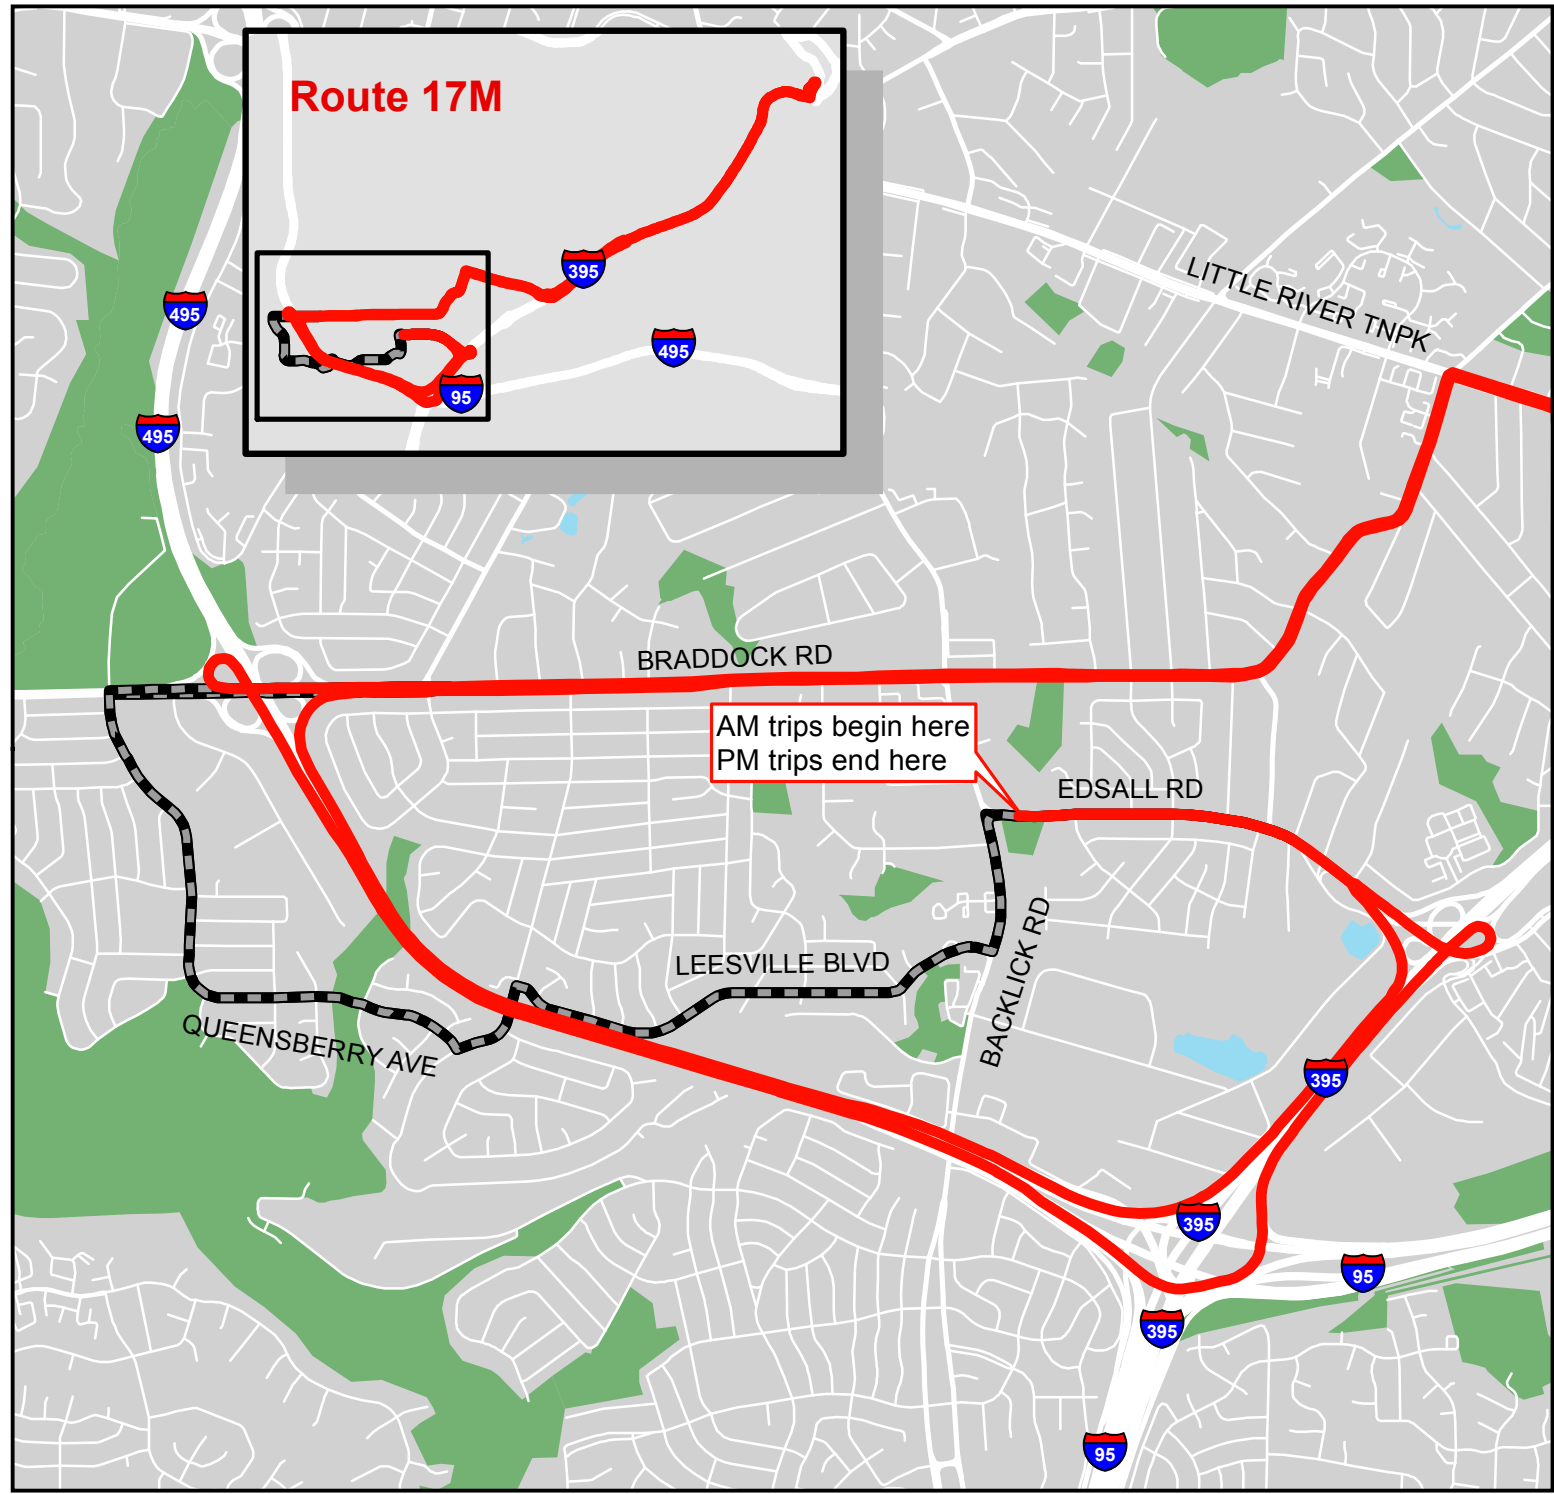 Route 17M
395
495
95
495
495
LITTLE RIVER TNPK
BRADDOCK RD
AM trips begin here
PM trips end here
EDSALL RD
LEESVILLE BLVD
BACKLICK RD
QUEENSBERRY AVE
395
395
95
395
95